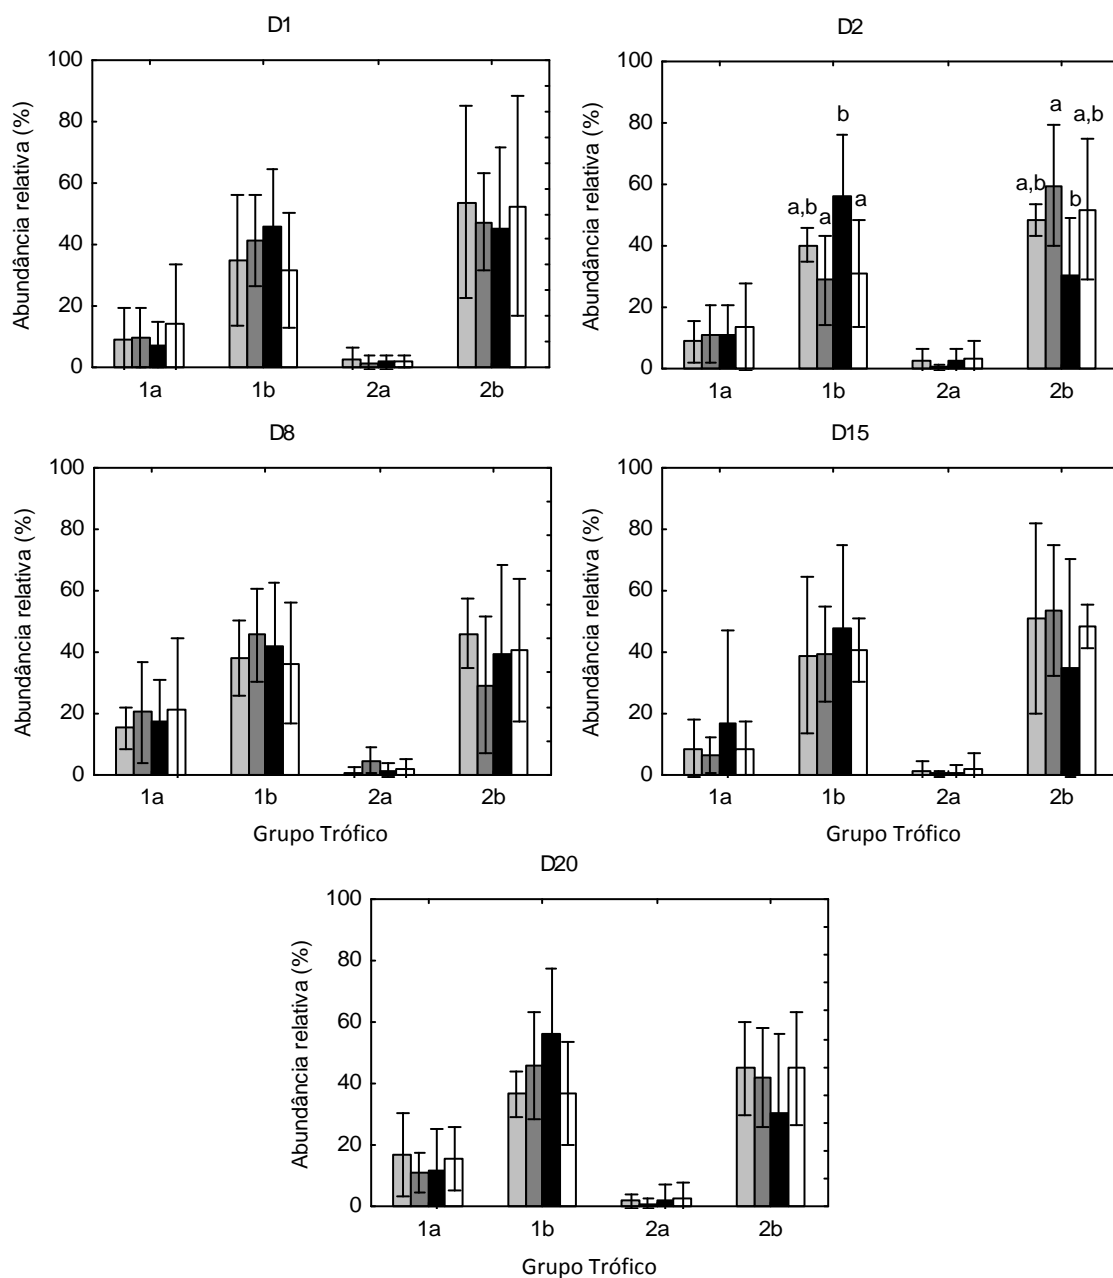 D1
Abundância relativa (%)
100
80
60
40
20
0
1a 1b 2a 2b
D2
Abundância relativa (%)
100
80
60
40
20
0
a,b a b a
a,b a b a,b
1a 1b 2a 2b
D8
Abundância relativa (%)
100
80
60
40
20
0
1a 1b 2a 2b
Grupo Trófico
D15
Abundância relativa (%)
100
80
60
40
20
0
1a 1b 2a 2b
Grupo Trófico
D20
Abundância relativa (%)
100
80
60
40
20
0
1a 1b 2a 2b
Grupo Trófico